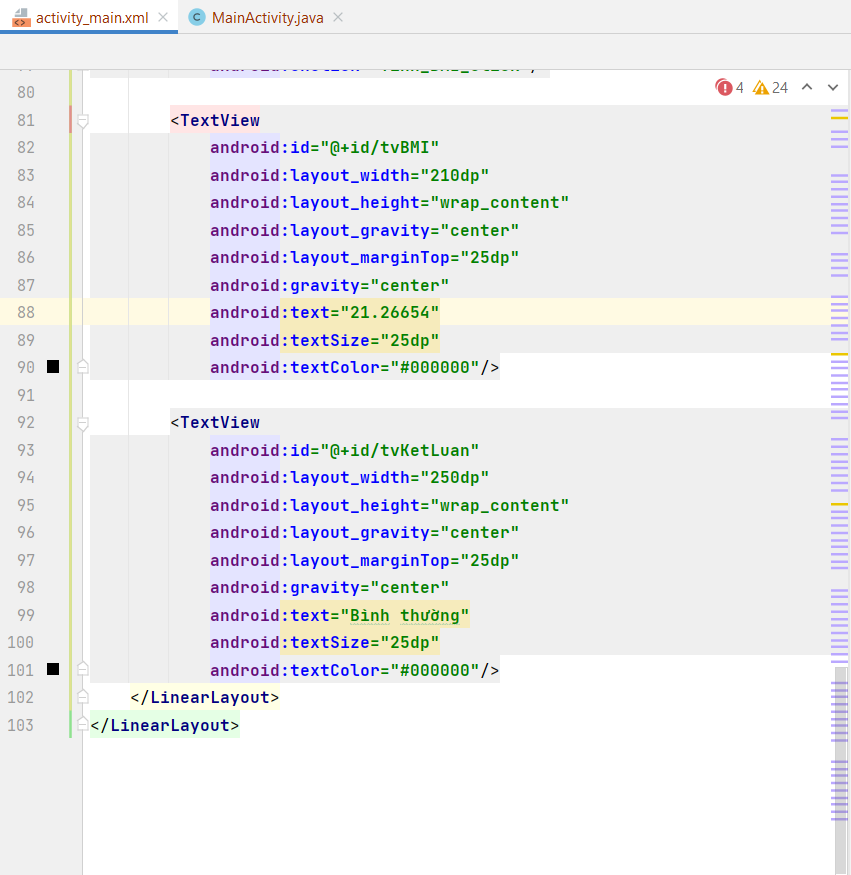 activity_main.xml
MainActivity.java
4 24
80
81 <TextView
82 android:id="@+id/tvBMI"
83 android:layout_width="210dp"
84 android:layout_height="wrap_content"
85 android:layout_gravity="center"
86 android:layout_marginTop="25dp"
87 android:gravity="center"
88 android:text="21.26654"
89 android:textSize="25dp"
90 android:textColor="#000000"/>
91
92 <TextView
93 android:id="@+id/tvKetLuan"
94 android:layout_width="250dp"
95 android:layout_height="wrap_content"
96 android:layout_gravity="center"
97 android:layout_marginTop="25dp"
98 android:gravity="center"
99 android:text="Bình thường"
100 android:textSize="25dp"
101 android:textColor="#000000"/>
102 </LinearLayout>
103 </LinearLayout>